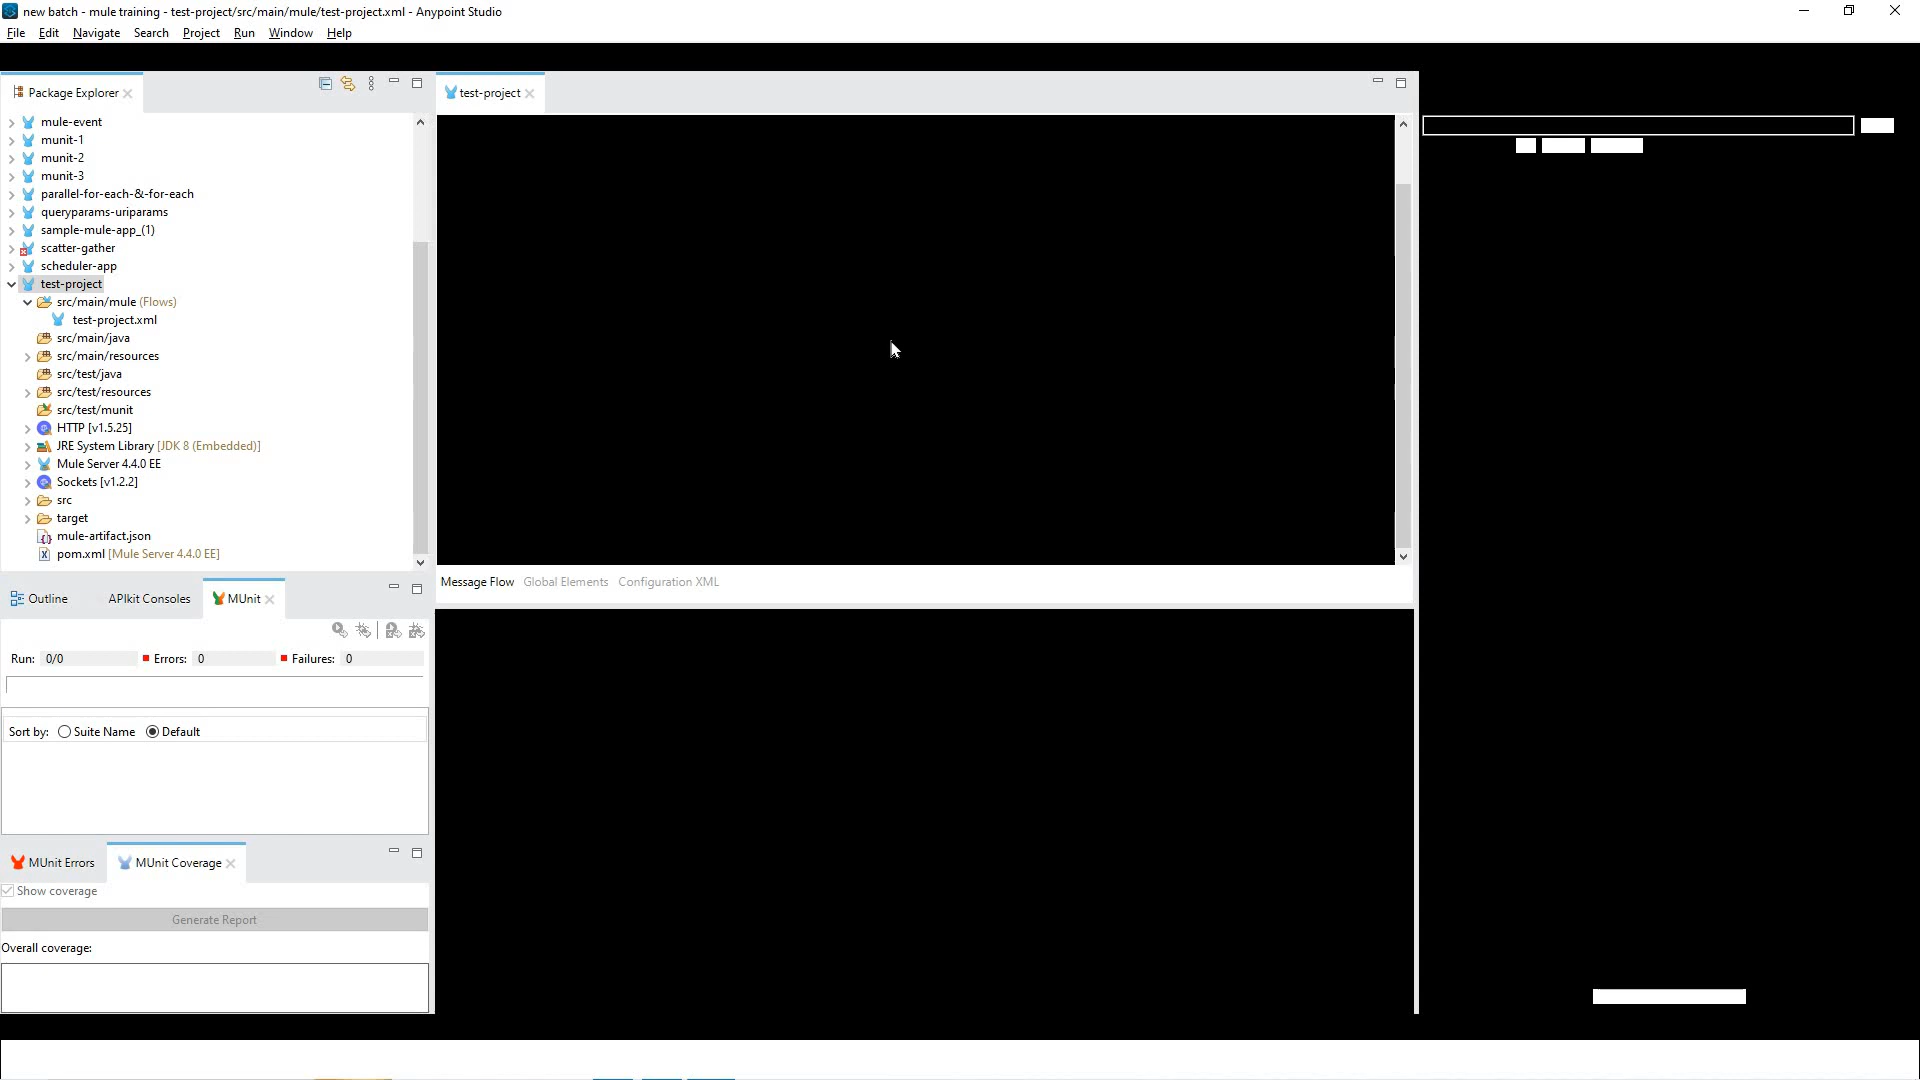 new batch - mule training - test-project/src/main/mule/test-project.xml - Anypoint Studio
File Edit Navigate Search Project Run Window Help
Package Explorer
mule-event
munit-1
munit-2
munit-3
parallel-for-each-&-for-each
queryparams-uriparams
sample-mule-app_(1)
scatter-gather
scheduler-app
test-project
src/main/mule (Flows)
test-project.xml
src/main/java
src/main/resources
src/test/java
src/test/resources
src/test/munit
HTTP [v1.5.25]
JRE System Library [JDK 8 (Embedded)]
Mule Server 4.4.0 EE
Sockets [v1.2.2]
src
target
mule-artifact.json
pom.xml [Mule Server 4.4.0 EE]
test-project
Message Flow Global Elements Configuration XML
Outline APIkit Consoles MUnit
Run: 0/0 Errors: 0 Failures: 0
Sort by: Suite Name Default
MUnit Errors MUnit Coverage
Show coverage
Generate Report
Overall coverage: